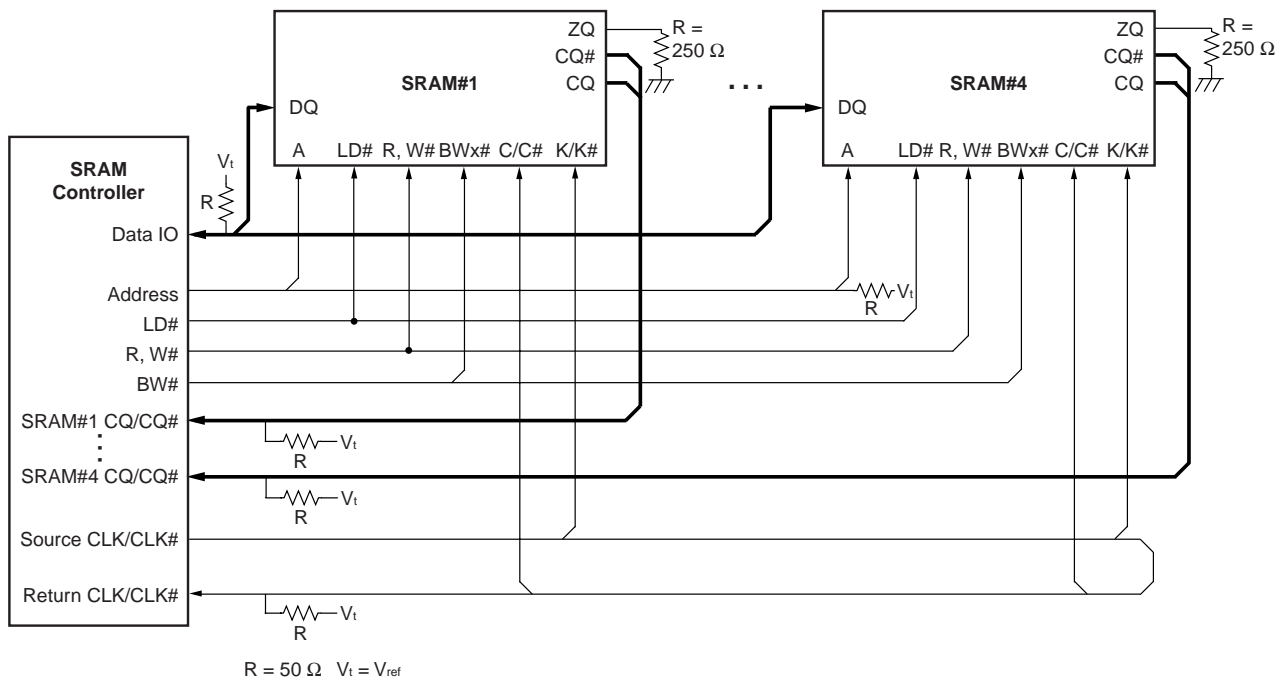 SRAM#1
ZQ
CQ#
CQ
DQ
A LD# R, W# BWx# C/C# K/K#
R =
250 Ω
...
SRAM#4
ZQ
CQ#
CQ
DQ
A LD# R, W# BWx# C/C# K/K#
R =
250 Ω
SRAM
Controller
Vt
R
Data IO
Address
R
Vt
LD#
R, W#
BW#
SRAM#1 CQ/CQ#
R
Vt
SRAM#4 CQ/CQ#
R
Vt
Source CLK/CLK#
Return CLK/CLK#
R
Vt
R = 50 Ω Vt = Vref